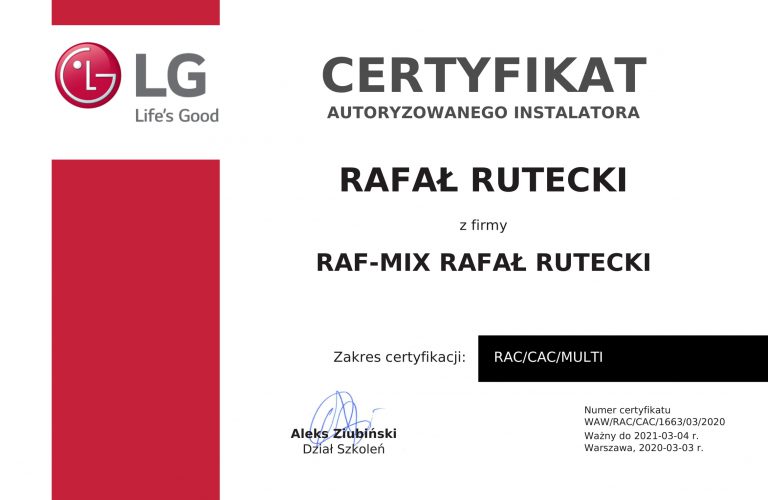 LG
Life's Good
CERTYFIKAT
AUTORYZOWANEGO INSTALATORA
RAFAŁ RUTECKI
z firmy
RAF-MIX RAFAŁ RUTECKI
Zakres certyfikacji: RAC/CAC/MULTI
Aleks Ziubiński
Dział Szkoleń
Numer certyfikatu
WAW/RAC/CAC/1663/03/2020
Ważny do 2021-03-04 r.
Warszawa, 2020-03-03 r.